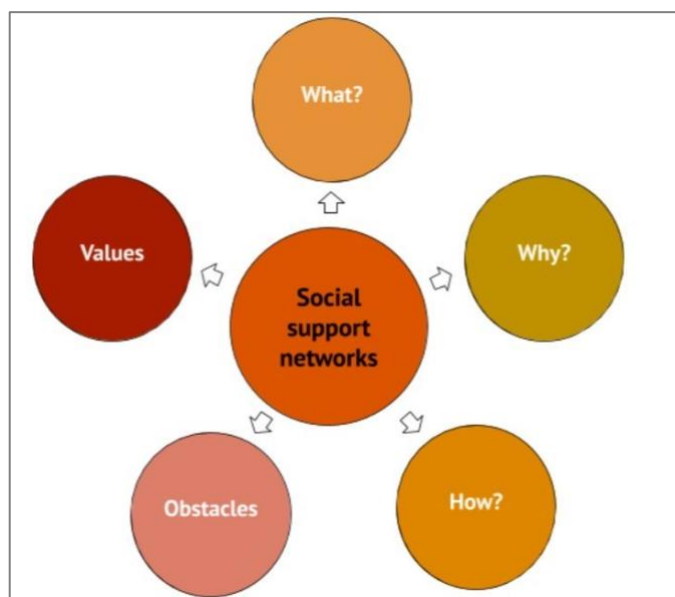 What?
Values
Why?
Social
support
networks
Obstacles
How?